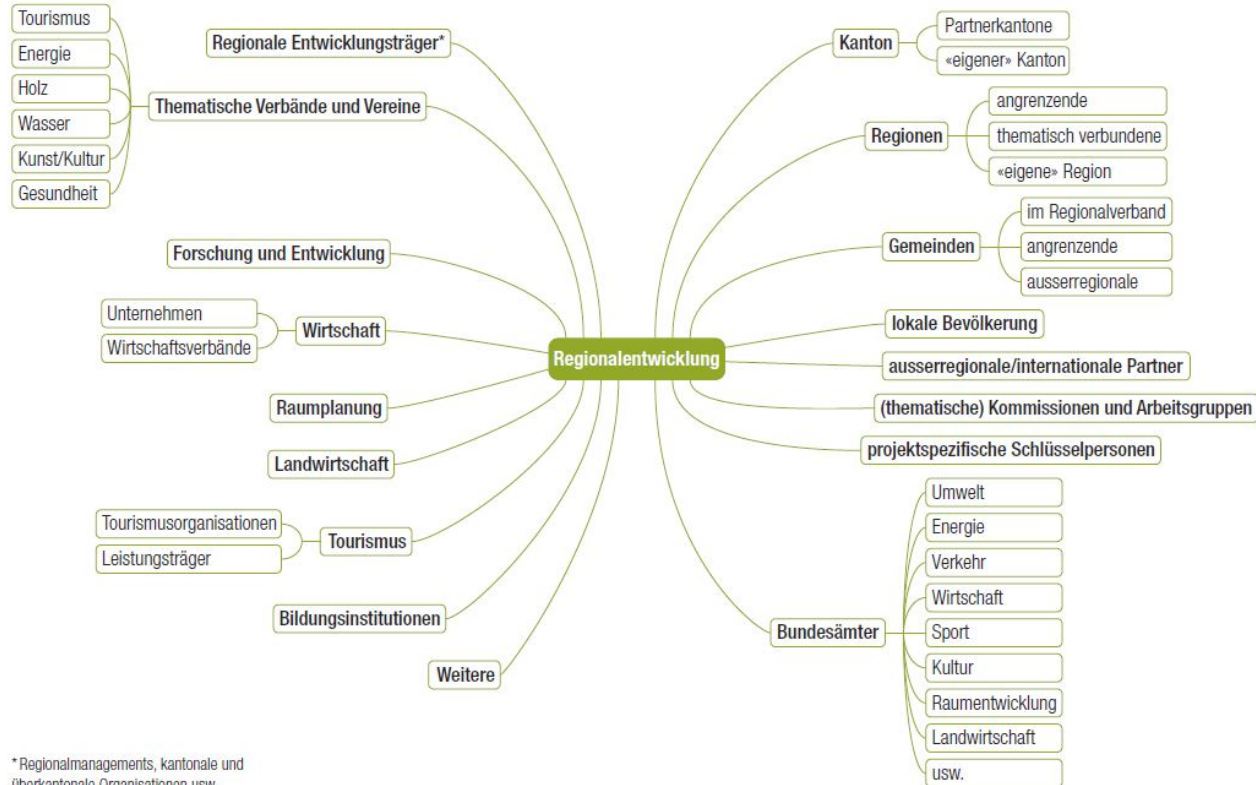 Tourismus
Energie
Holz
Wasser
Kunst/Kultur
Gesundheit
Regionale Entwicklungsträger*
Thematische Verbände und Vereine
Forschung und Entwicklung
Unternehmen
Wirtschaftsverbände
Wirtschaft
Raumplanung
Landwirtschaft
Tourismusorganisationen
Leistungsträger
Tourismus
Bildungsinstitutionen
Weitere
Regionalentwicklung
Kanton
Partnerkantone
«eigener» Kanton
Regionen
angrenzende
thematisch verbundene
«eigene» Region
Gemeinden
im Regionalverband
angrenzende
ausserregionale
lokale Bevölkerung
ausserregionale/internationale Partner
(thematische) Kommissionen und Arbeitsgruppen
projektspezifische Schlüsselpersonen
Bundesämter
Umwelt
Energie
Verkehr
Wirtschaft
Sport
Kultur
Raumentwicklung
Landwirtschaft
usw.
* Regionalmanagements, kantonale und
überkantonale Organisationen usw.